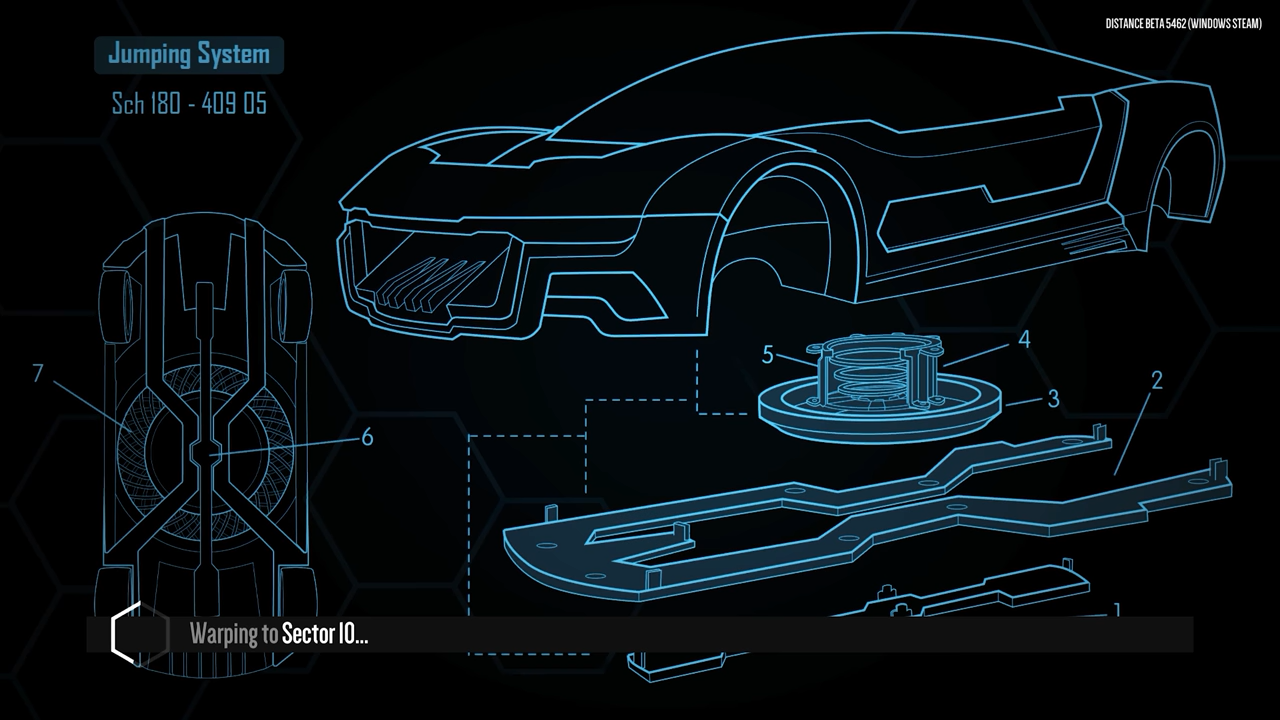 DISTANCE BETA 5462 (WINDOWS STEAM)
Jumping System
Sch 180 - 409 05
5
4
7
2
3
6
1
Warping to Sector 10...